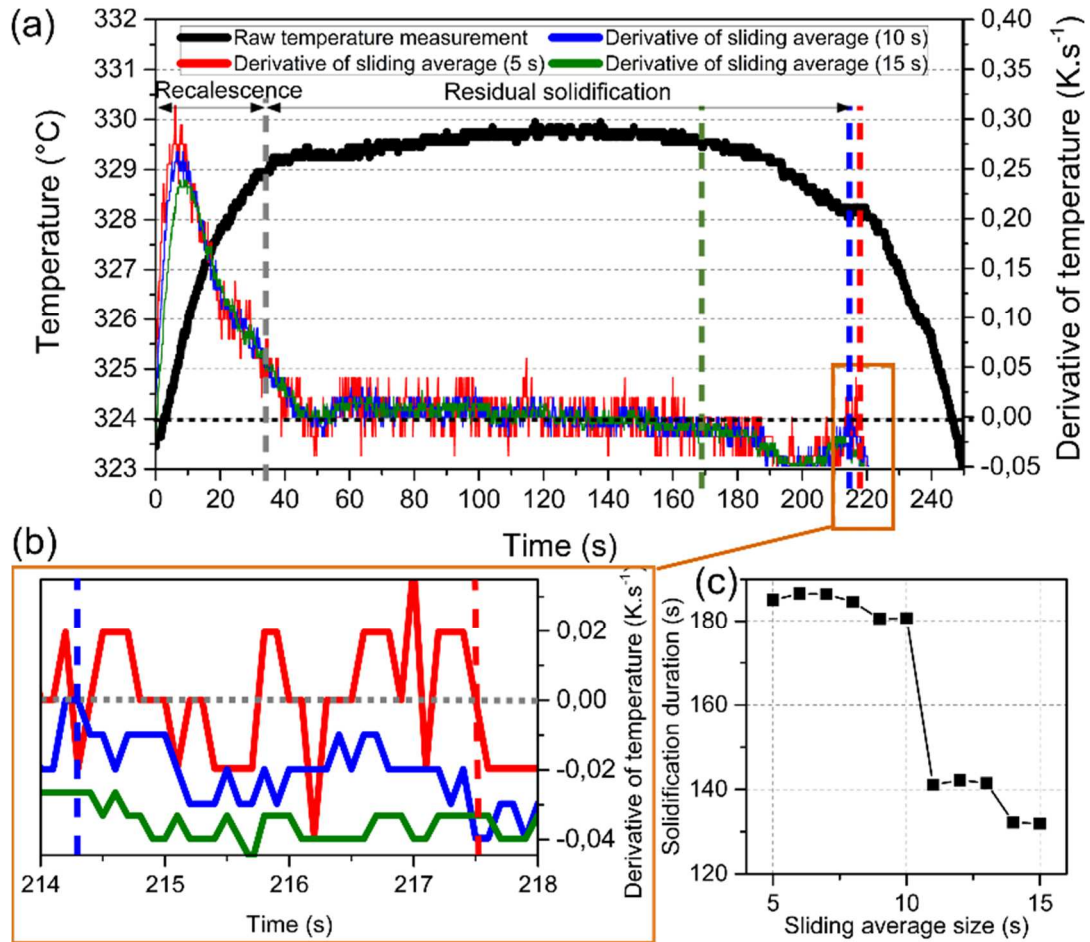 (a)
Raw temperature measurement
Derivative of sliding average (10 s)
Derivative of sliding average (5 s)
Derivative of sliding average (15 s)
Recalescence
Residual solidification
Temperature (°C)
332
331
330
329
328
327
326
325
324
323
Derivative of temperature (K.s⁻¹)
0,40
0,35
0,30
0,25
0,20
0,15
0,10
0,05
0,00
-0,05
0 20 40 60 80 100 120 140 160 180 200 220 240
Time (s)
(b)
Derivative of temperature (K.s⁻¹)
0,02
0,00
-0,02
-0,04
214 215 216 217 218
Time (s)
(c)
Solidification duration (s)
180
160
140
120
5 10 15
Sliding average size (s)